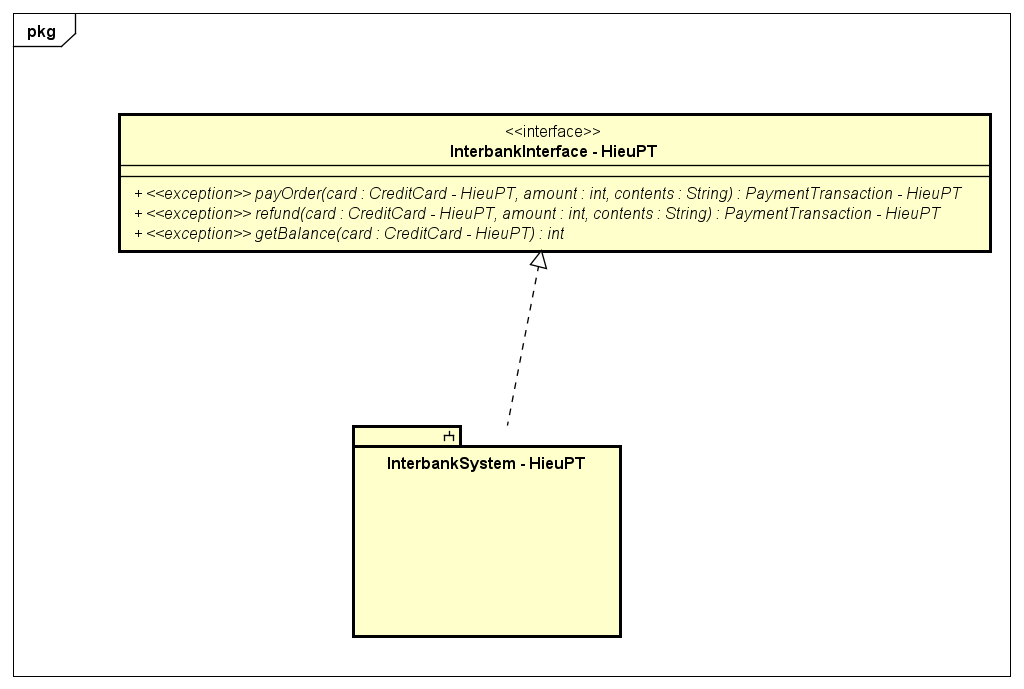 pkg
<<interface>>
InterbankInterface - HieuPT
+ <<exception>> payOrder(card : CreditCard - HieuPT, amount : int, contents : String) : PaymentTransaction - HieuPT
+ <<exception>> refund(card : CreditCard - HieuPT, amount : int, contents : String) : PaymentTransaction - HieuPT
+ <<exception>> getBalance(card : CreditCard - HieuPT) : int
InterbankSystem - HieuPT